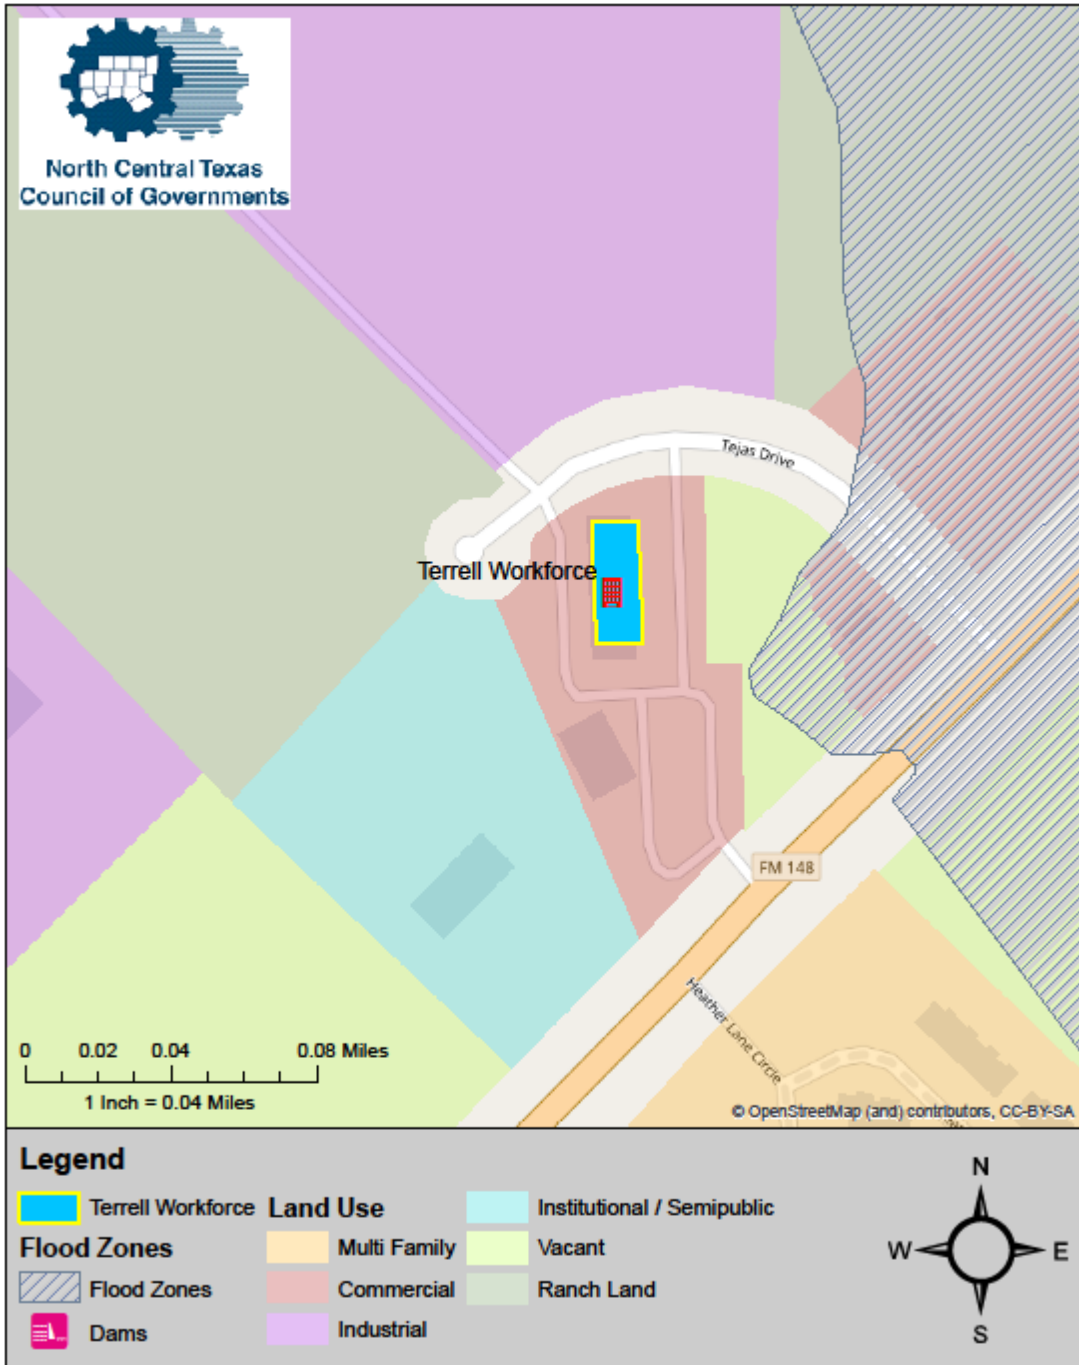 North Central Texas
Council of Governments
Tejas Drive
Terrell Workforce
FM 148
Heather Lane Circle
0 0.02 0.04 0.08 Miles
1 Inch = 0.04 Miles
© OpenStreetMap (and) contributors, CC-BY-SA
Legend
Terrell Workforce
Flood Zones
Flood Zones
Dams
Land Use
Multi Family
Commercial
Industrial
Institutional / Semipublic
Vacant
Ranch Land
N
W E
S